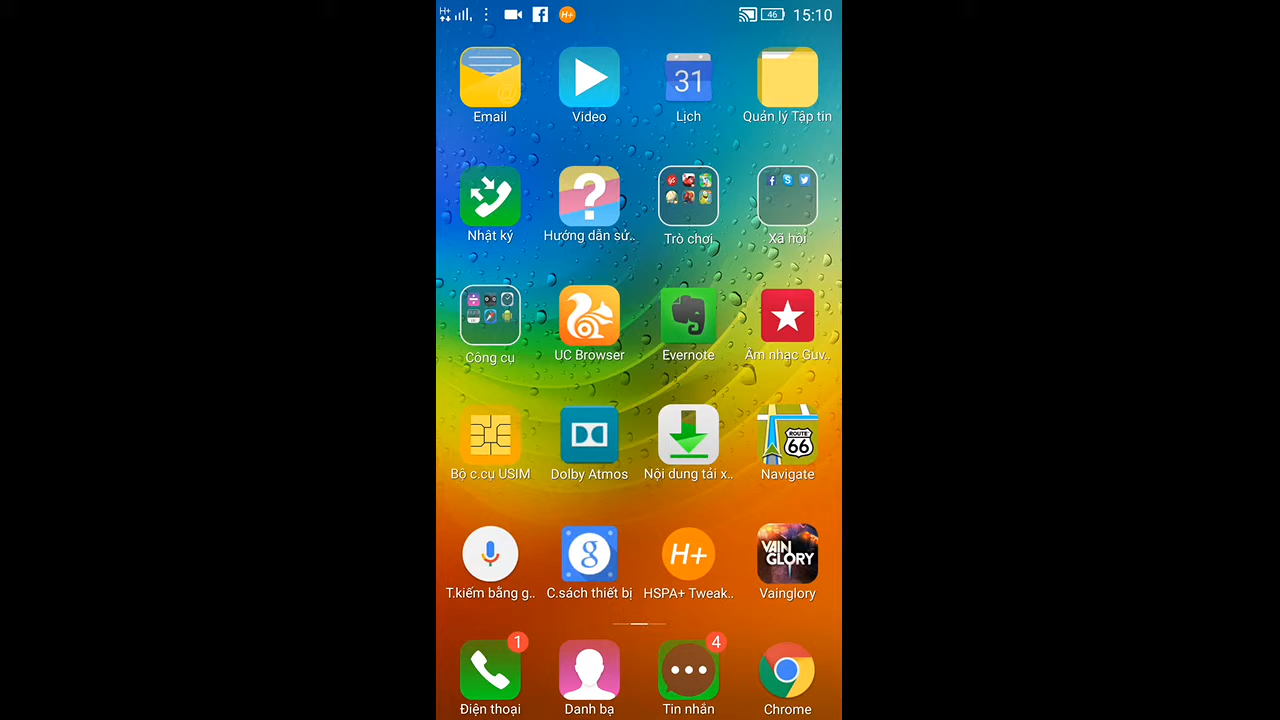 H+ H+ 46 15:10
31
Email Video Lịch Quản lý Tập tin
Nhật ký Hướng dẫn sử.. Trò chơi Xã hội
Công cụ UC Browser Evernote Âm nhạc Guv..
ROUTE
66
Bộ c.cụ USIM Dolby Atmos Nội dung tải x.. Navigate
g H+ VAIN
GLORY
T.kiếm bằng g.. C.sách thiết bị HSPA+ Tweak.. Vainglory
1 4
Điện thoại Danh bạ Tin nhắn Chrome